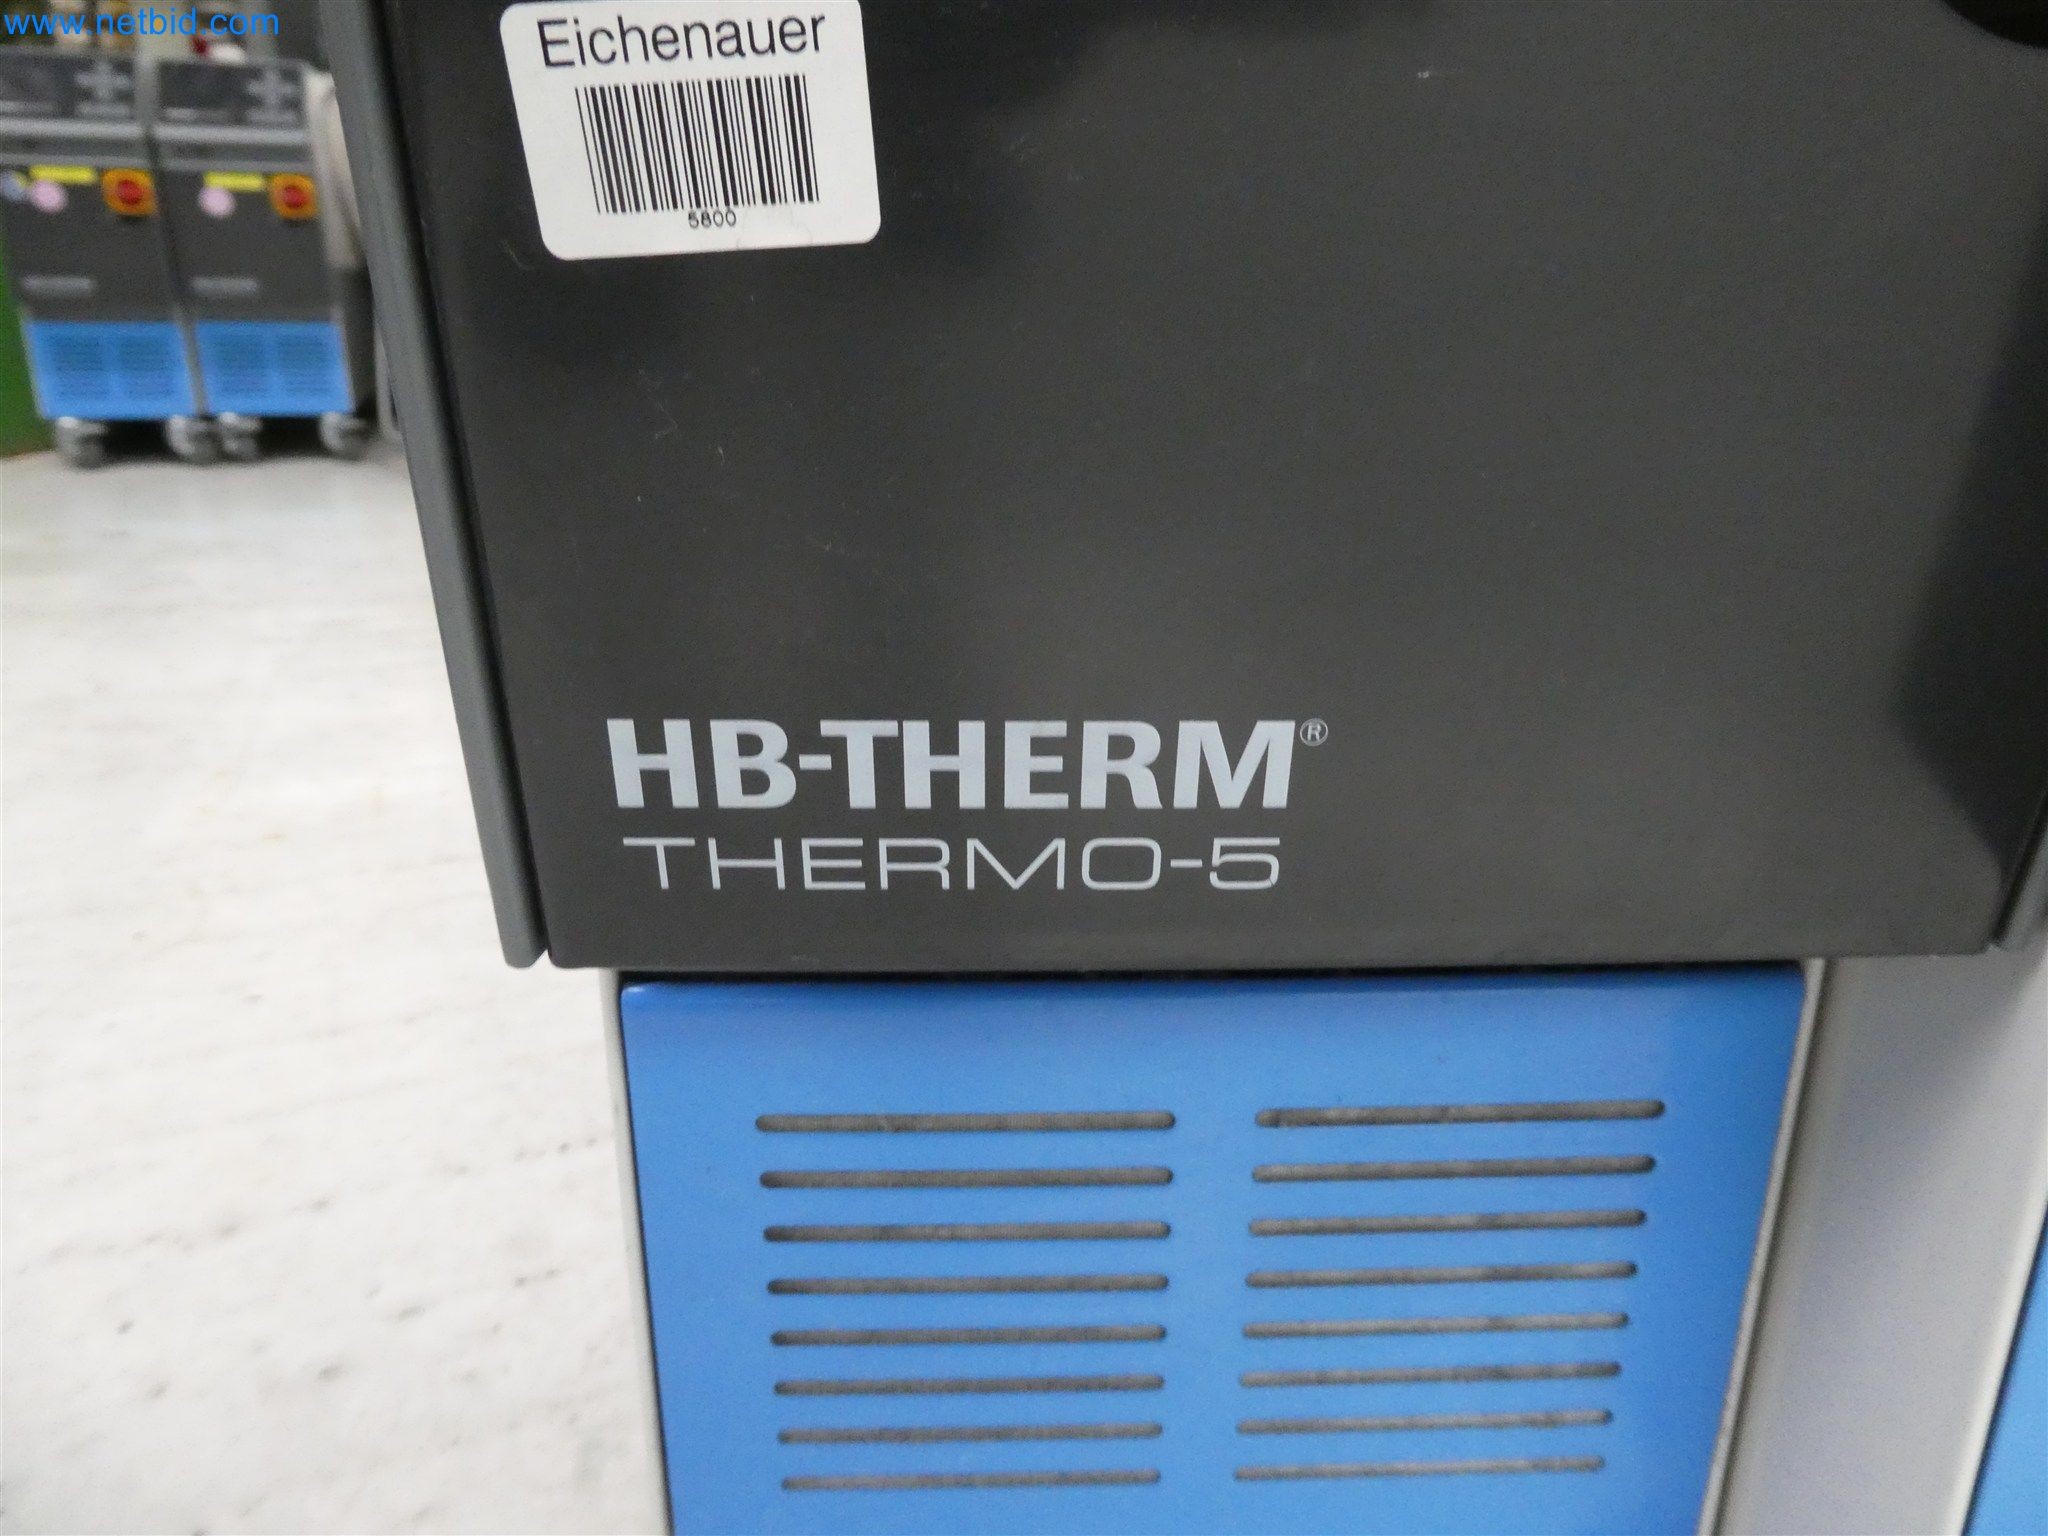 www.netbid.com
Eichenauer
5800
HB-THERM®
THERMO-5